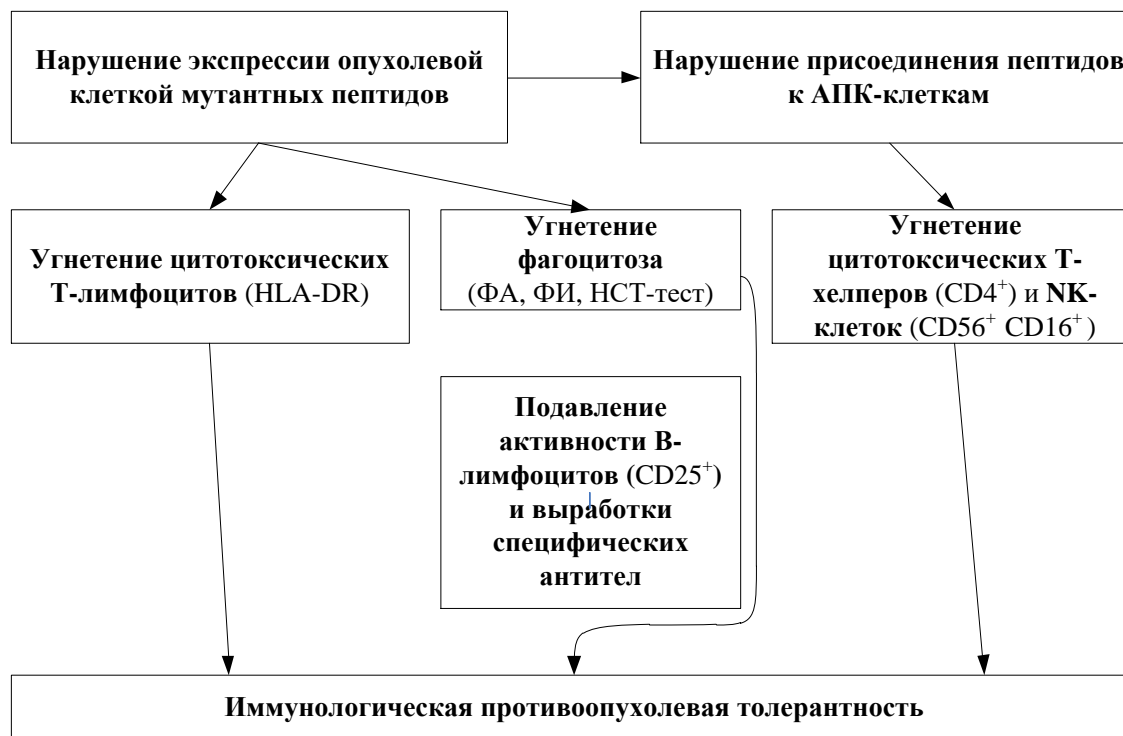 Нарушение экспрессии опухолевой
клеткой мутантных пептидов
Нарушение присоединения пептидов
к АПК-клеткам
Угнетение цитотоксических
Т-лимфоцитов (HLA-DR)
Угнетение
фагоцитоза
(ФА, ФИ, НСТ-тест)
Угнетение
цитотоксических Т-
хелперов (CD4⁺) и NK-
клеток (CD56⁺ CD16⁺)
Подавление
активности В-
лимфоцитов (CD25⁺)
и выработки
специфических
антител
Иммунологическая противоопухолевая толерантность